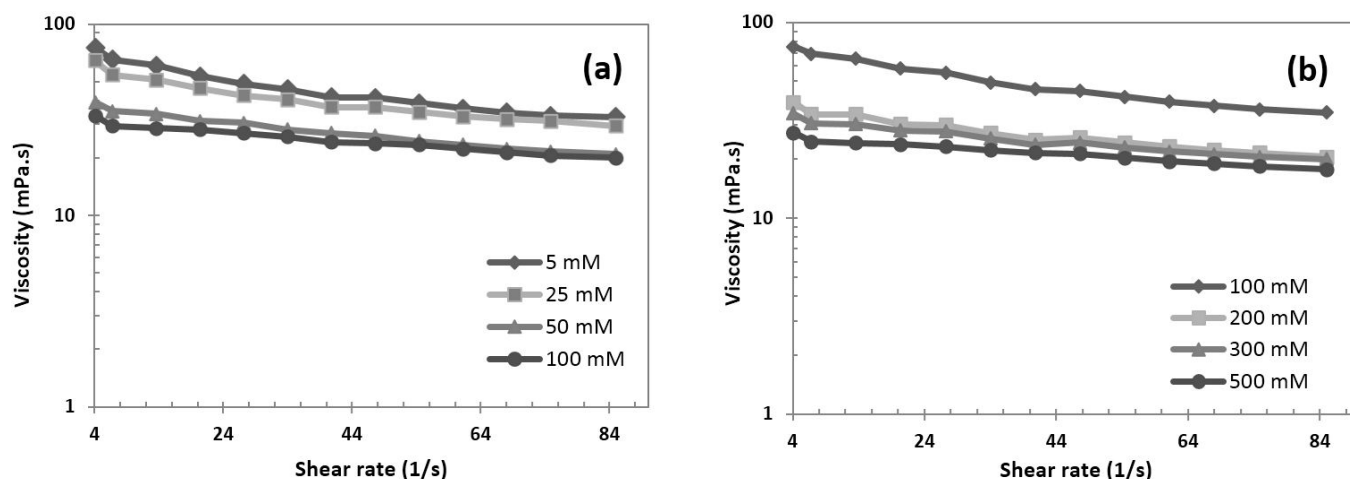 100
(a)
Viscosity (mPa.s)
10
5 mM
25 mM
50 mM
100 mM
1
4 24 44 64 84
Shear rate (1/s)
100
(b)
Viscosity (mPa.s)
10
100 mM
200 mM
300 mM
500 mM
1
4 24 44 64 84
Shear rate (1/s)